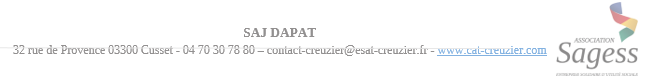 SAJ DAPAT
32 rue de Provence 03300 Cusset - 04 70 30 78 80 – contact-creuzier@esat-creuzier.fr - www.cat-creuzier.com
ASSOCIATION
Sagess